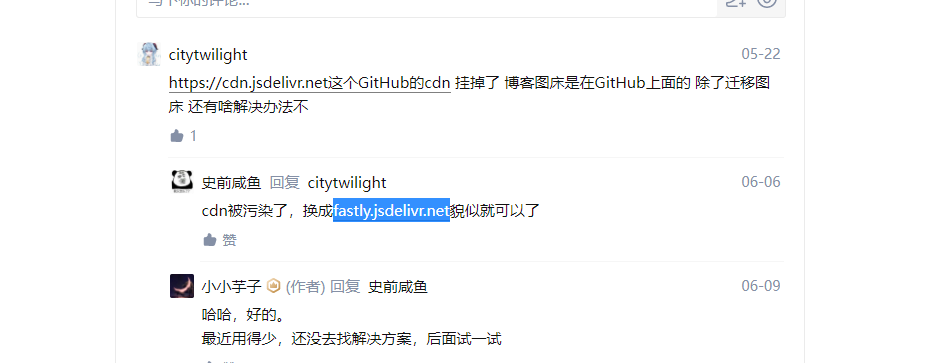 写下你的评论...
citytwilight
05-22
https://cdn.jsdelivr.net这个GitHub的cdn 挂掉了 博客图床是在GitHub上面的 除了迁移图
床 还有啥解决办法不
1
史前咸鱼 回复 citytwilight
06-06
cdn被污染了，换成fastly.jsdelivr.net貌似就可以了
赞
小小芋子 (作者) 回复 史前咸鱼
06-09
哈哈，好的。
最近用得少，还没去找解决方案，后面试一试